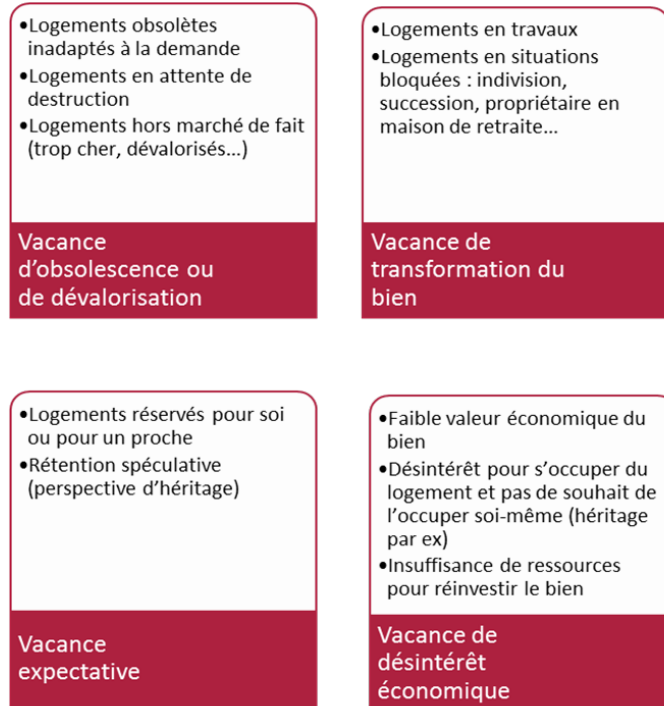 •Logements obsolètes
inadaptés à la demande
•Logements en attente de
destruction
•Logements hors marché de fait
(trop cher, dévalorisés...)
Vacance
d'obsolescence ou
de dévalorisation
•Logements en travaux
•Logements en situations
bloquées : indivision,
succession, propriétaire en
maison de retraite...
Vacance de
transformation du
bien
•Logements réservés pour soi
ou pour un proche
•Rétention spéculative
(perspective d'héritage)
Vacance
expectative
•Faible valeur économique du
bien
•Désintérêt pour s'occuper du
logement et pas de souhait de
l'occuper soi-même (héritage
par ex)
•Insuffisance de ressources
pour réinvestir le bien
Vacance de
désintérêt
économique